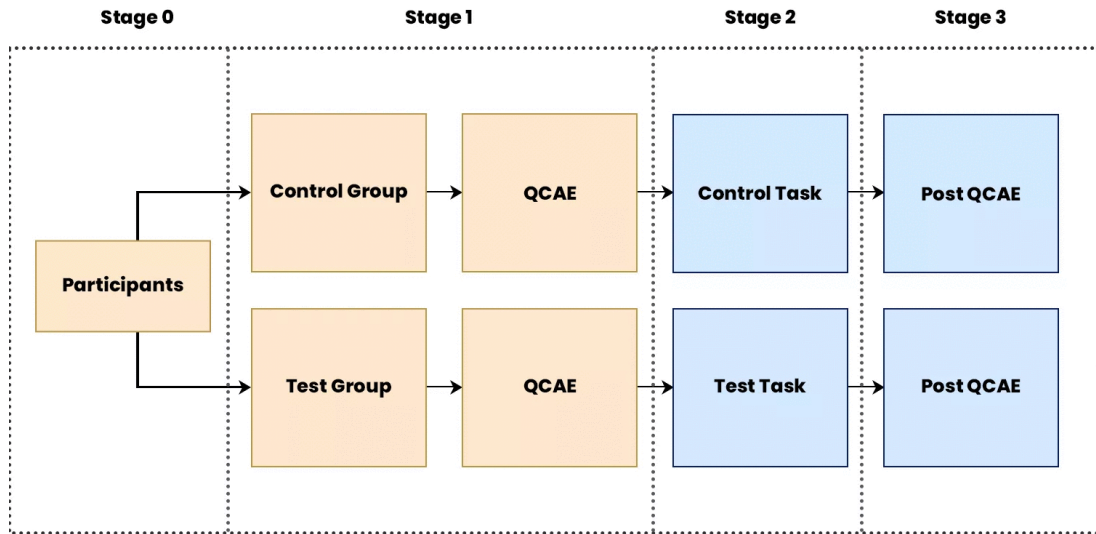 Stage 0
Stage 1
Stage 2
Stage 3
Control Group
QCAE
Control Task
Post QCAE
Participants
Test Group
QCAE
Test Task
Post QCAE